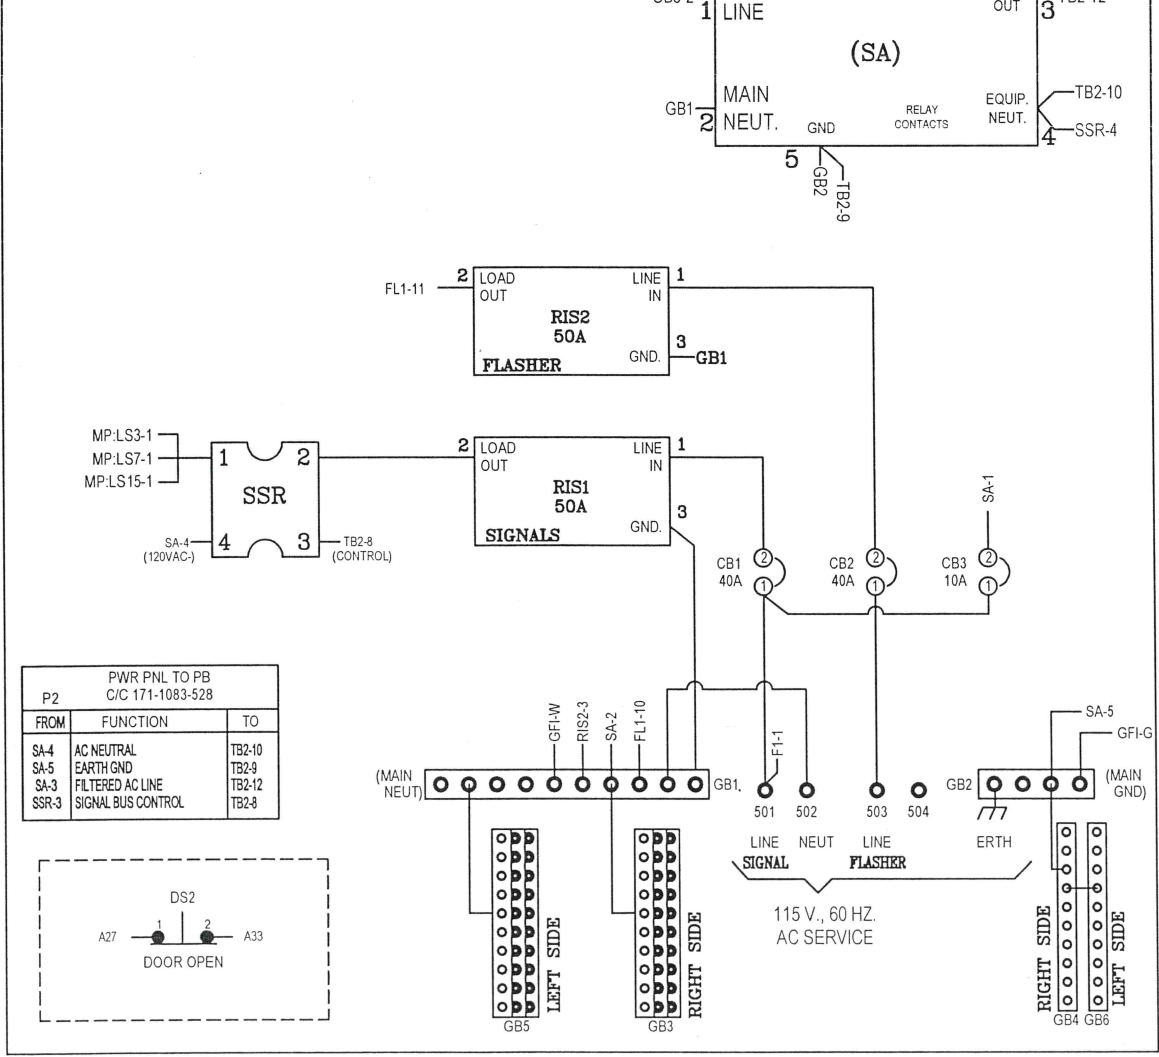 1 LINE
OUT 3
(SA)
GB1
MAIN
2 NEUT.
GND
RELAY
CONTACTS
EQUIP.
NEUT.
4
TB2-10
SSR-4
5
GB2
TB2-9
FL1-11
2 LOAD
OUT
LINE 1
IN
RIS2
50A
3
GND.
GB1
FLASHER
MP:LS3-1
MP:LS7-1
MP:LS15-1
1 2
SSR
4 3
SA-4
(120VAC-)
TB2-8
(CONTROL)
2 LOAD
OUT
LINE 1
IN
RIS1
50A
3
GND.
SIGNALS
SA-1
CB1
40A
2
1
CB2
40A
2
1
CB3
10A
2
1
P2
PWR PNL TO PB
C/C 171-1083-528
FROM FUNCTION TO
SA-4 AC NEUTRAL TB2-10
SA-5 EARTH GND TB2-9
SA-3 FILTERED AC LINE TB2-12
SSR-3 SIGNAL BUS CONTROL TB2-8
GFI-W
RIS2-3
SA-2
FL1-10
F1-1
SA-5
GFI-G
(MAIN
NEUT)
GB1.
501
502
503
504
GB2
(MAIN
GND)
LINE NEUT LINE
SIGNAL FLASHER
ERTH
115 V., 60 HZ.
AC SERVICE
LEFT SIDE
GB5
RIGHT SIDE
GB3
RIGHT SIDE
GB4
GB6
LEFT SIDE
DS2
A27
1
2
A33
DOOR OPEN